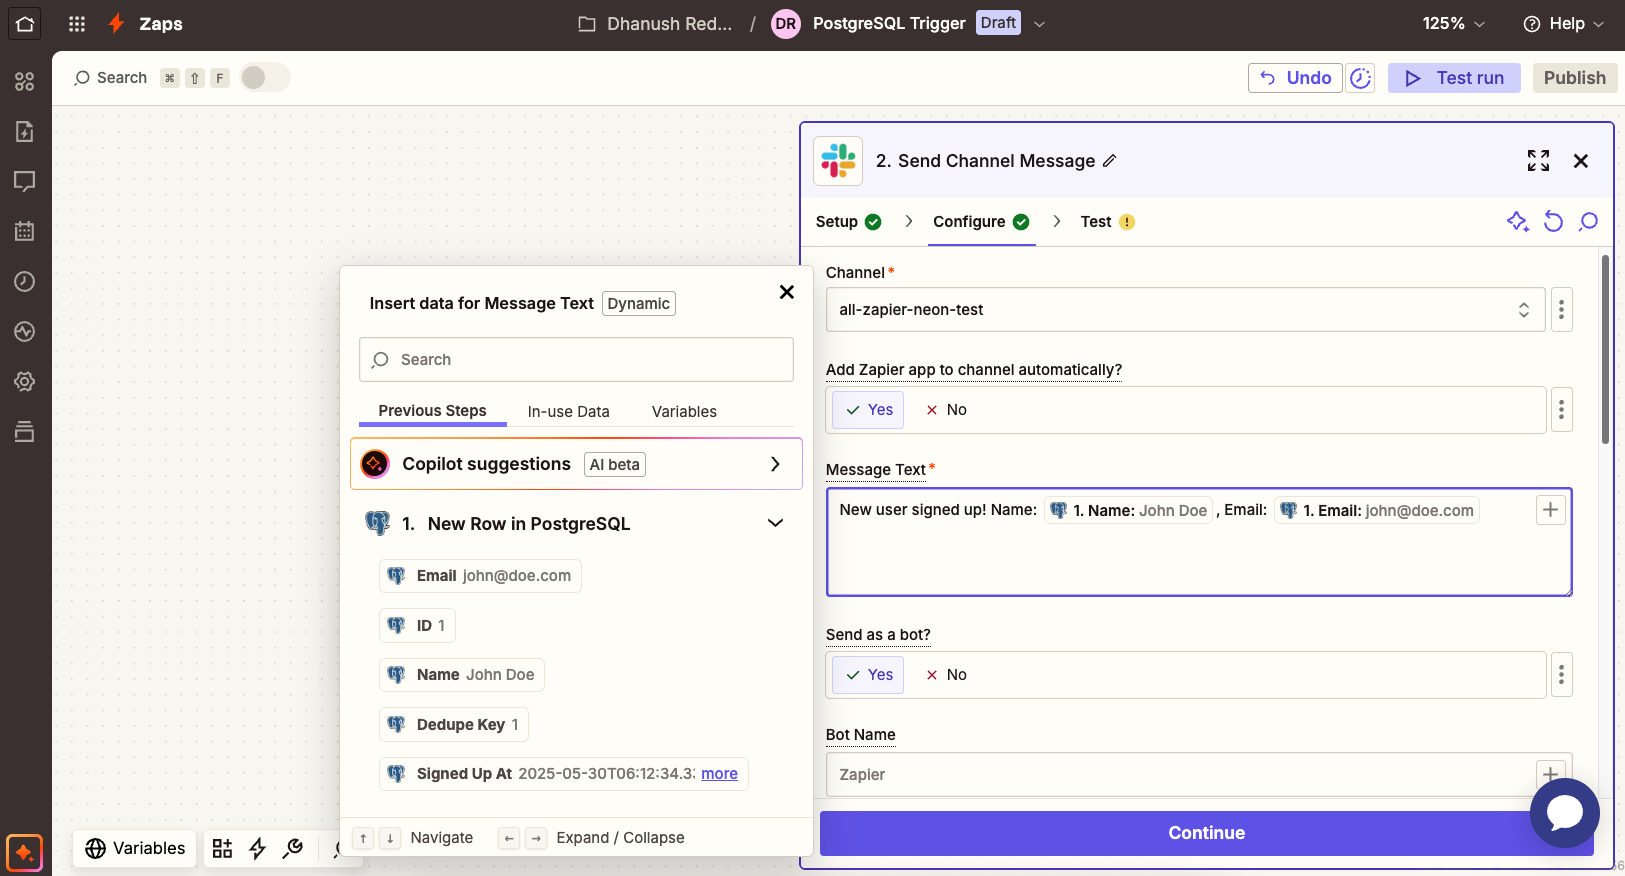 Zaps
Dhanush Red... / DR PostgreSQL Trigger Draft
125% Help
Search ⌘ ⇧ F
Undo Test run Publish
2. Send Channel Message
Setup Configure Test
Channel*
all-zapier-neon-test
Add Zapier app to channel automatically?
Yes No
Message Text*
New user signed up! Name: 1. Name: John Doe , Email: 1. Email: john@doe.com
Send as a bot?
Yes No
Bot Name
Zapier
Continue
Insert data for Message Text Dynamic
Search
Previous Steps In-use Data Variables
Copilot suggestions AI beta
1. New Row in PostgreSQL
Email john@doe.com
ID 1
Name John Doe
Dedupe Key 1
Signed Up At 2025-05-30T06:12:34.3 more
↑ ↓ Navigate ← → Expand / Collapse
Variables